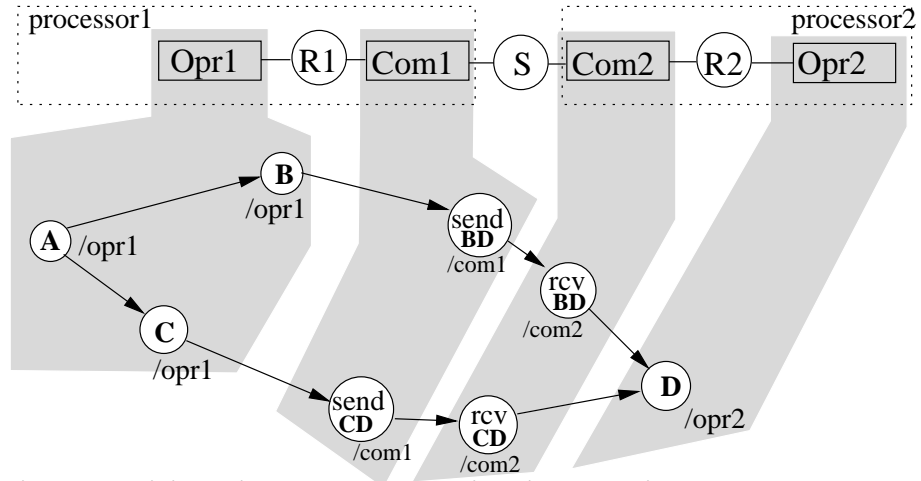 processor1
processor2
Opr1
R1
Com1
S
Com2
R2
Opr2
B
/opr1
A
/opr1
send
BD
/com1
rcv
BD
/com2
C
/opr1
D
/opr2
send
CD
/com1
rcv
CD
/com2